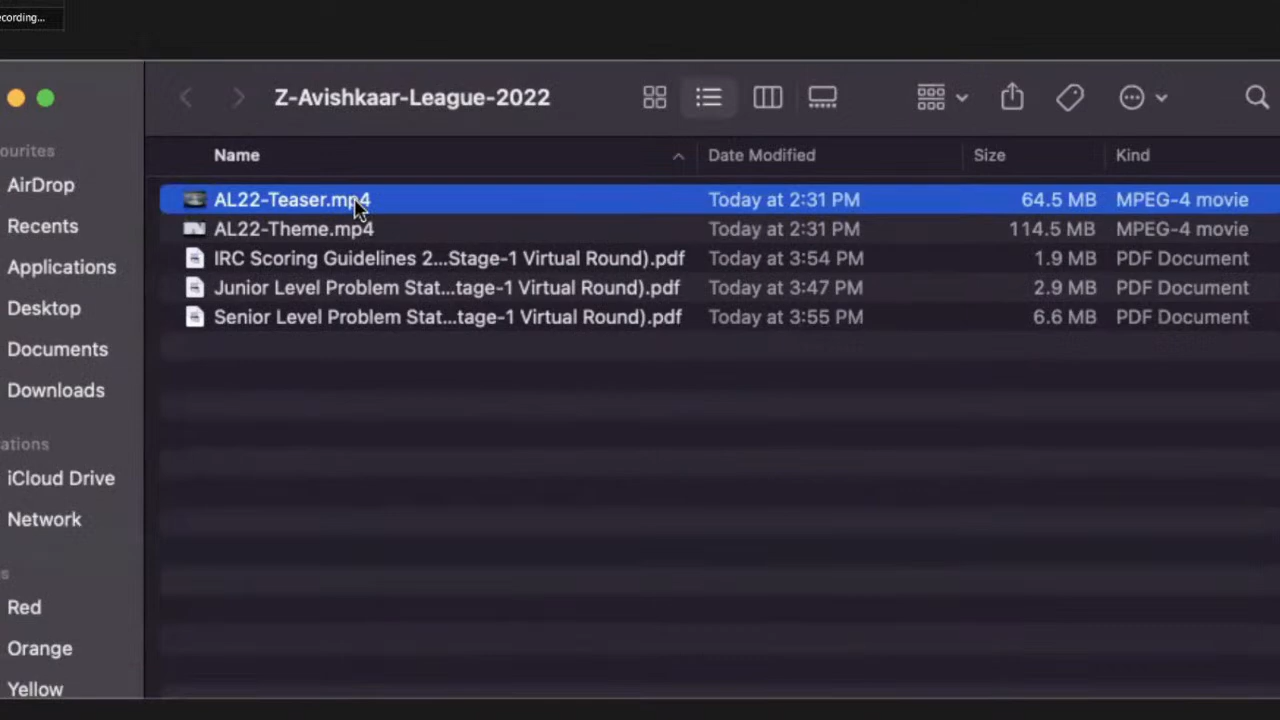 ecording...
Z-Avishkaar-League-2022
ourites
AirDrop
Recents
Applications
Desktop
Documents
Downloads
ations
iCloud Drive
Network
s
Red
Orange
Yellow
Name Date Modified Size Kind
AL22-Teaser.mp4 Today at 2:31 PM 64.5 MB MPEG-4 movie
AL22-Theme.mp4 Today at 2:31 PM 114.5 MB MPEG-4 movie
IRC Scoring Guidelines 2...Stage-1 Virtual Round).pdf Today at 3:54 PM 1.9 MB PDF Document
Junior Level Problem Stat...tage-1 Virtual Round).pdf Today at 3:47 PM 2.9 MB PDF Document
Senior Level Problem Stat...tage-1 Virtual Round).pdf Today at 3:55 PM 6.6 MB PDF Document